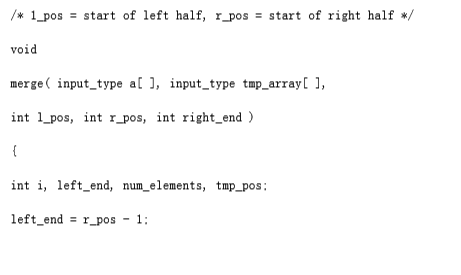 /* l_pos = start of left half, r_pos = start of right half */
void
merge( input_type a[ ], input_type tmp_array[ ],
int l_pos, int r_pos, int right_end )
{
int i, left_end, num_elements, tmp_pos;
left_end = r_pos - 1;